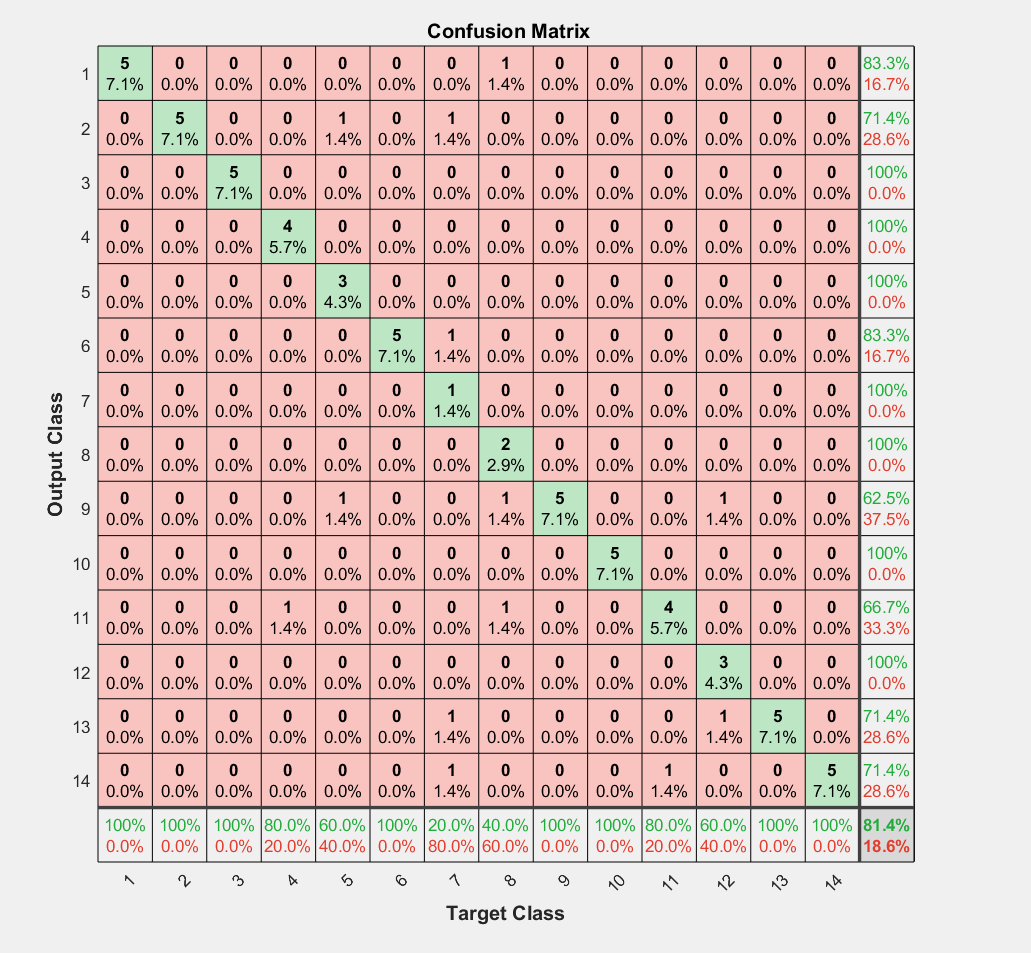 Confusion Matrix
1 5 0 0 0 0 0 0 1 0 0 0 0 0 0 83.3%
7.1% 0.0% 0.0% 0.0% 0.0% 0.0% 0.0% 1.4% 0.0% 0.0% 0.0% 0.0% 0.0% 0.0% 16.7%
2 0 5 0 0 1 0 1 0 0 0 0 0 0 0 71.4%
0.0% 7.1% 0.0% 0.0% 1.4% 0.0% 1.4% 0.0% 0.0% 0.0% 0.0% 0.0% 0.0% 0.0% 28.6%
3 0 0 5 0 0 0 0 0 0 0 0 0 0 0 100%
0.0% 0.0% 7.1% 0.0% 0.0% 0.0% 0.0% 0.0% 0.0% 0.0% 0.0% 0.0% 0.0% 0.0% 0.0%
4 0 0 0 4 0 0 0 0 0 0 0 0 0 0 100%
0.0% 0.0% 0.0% 5.7% 0.0% 0.0% 0.0% 0.0% 0.0% 0.0% 0.0% 0.0% 0.0% 0.0% 0.0%
5 0 0 0 0 3 0 0 0 0 0 0 0 0 0 100%
0.0% 0.0% 0.0% 0.0% 4.3% 0.0% 0.0% 0.0% 0.0% 0.0% 0.0% 0.0% 0.0% 0.0% 0.0%
6 0 0 0 0 0 5 1 0 0 0 0 0 0 0 83.3%
0.0% 0.0% 0.0% 0.0% 0.0% 7.1% 1.4% 0.0% 0.0% 0.0% 0.0% 0.0% 0.0% 0.0% 16.7%
7 0 0 0 0 0 0 1 0 0 0 0 0 0 0 100%
0.0% 0.0% 0.0% 0.0% 0.0% 0.0% 1.4% 0.0% 0.0% 0.0% 0.0% 0.0% 0.0% 0.0% 0.0%
8 0 0 0 0 0 0 0 2 0 0 0 0 0 0 100%
0.0% 0.0% 0.0% 0.0% 0.0% 0.0% 0.0% 2.9% 0.0% 0.0% 0.0% 0.0% 0.0% 0.0% 0.0%
9 0 0 0 0 1 0 0 1 5 0 0 1 0 0 62.5%
0.0% 0.0% 0.0% 0.0% 1.4% 0.0% 0.0% 1.4% 7.1% 0.0% 0.0% 1.4% 0.0% 0.0% 37.5%
10 0 0 0 0 0 0 0 0 0 5 0 0 0 0 100%
0.0% 0.0% 0.0% 0.0% 0.0% 0.0% 0.0% 0.0% 0.0% 7.1% 0.0% 0.0% 0.0% 0.0% 0.0%
11 0 0 0 1 0 0 0 1 0 0 4 0 0 0 66.7%
0.0% 0.0% 0.0% 1.4% 0.0% 0.0% 0.0% 1.4% 0.0% 0.0% 5.7% 0.0% 0.0% 0.0% 33.3%
12 0 0 0 0 0 0 0 0 0 0 0 3 0 0 100%
0.0% 0.0% 0.0% 0.0% 0.0% 0.0% 0.0% 0.0% 0.0% 0.0% 0.0% 4.3% 0.0% 0.0% 0.0%
13 0 0 0 0 0 0 1 0 0 0 0 1 5 0 71.4%
0.0% 0.0% 0.0% 0.0% 0.0% 0.0% 1.4% 0.0% 0.0% 0.0% 0.0% 1.4% 7.1% 0.0% 28.6%
14 0 0 0 0 0 0 1 0 0 0 1 0 0 5 71.4%
0.0% 0.0% 0.0% 0.0% 0.0% 0.0% 1.4% 0.0% 0.0% 0.0% 1.4% 0.0% 0.0% 7.1% 28.6%
100% 100% 100% 80.0% 60.0% 100% 20.0% 40.0% 100% 100% 80.0% 60.0% 100% 100% 81.4%
0.0% 0.0% 0.0% 20.0% 40.0% 0.0% 80.0% 60.0% 0.0% 0.0% 20.0% 40.0% 0.0% 0.0% 18.6%
1 2 3 4 5 6 7 8 9 10 11 12 13 14
Target Class
Output Class